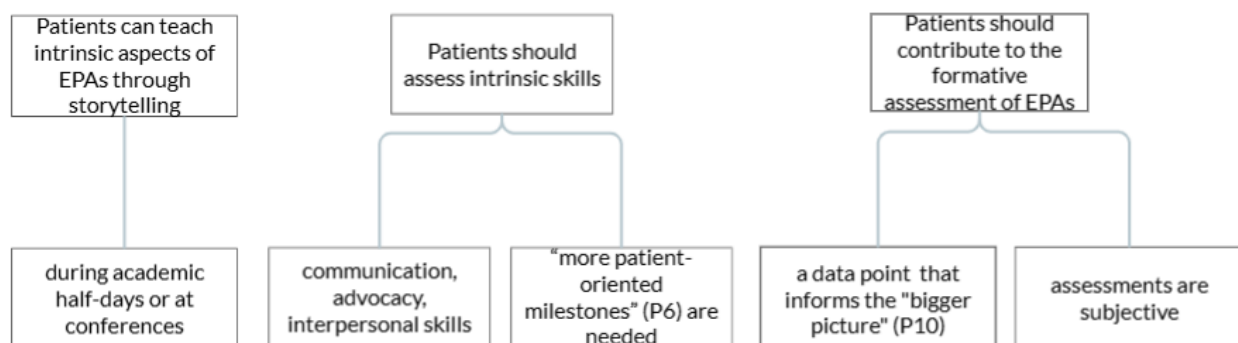 Patients can teach
intrinsic aspects of
EPAs through
storytelling
Patients should
assess intrinsic skills
Patients should
contribute to the
formative
assessment of EPAs
during academic
half-days or at
conferences
communication,
advocacy,
interpersonal skills
“more patient-
oriented
milestones” (P6) are
needed
a data point that
informs the "bigger
picture" (P10)
assessments are
subjective